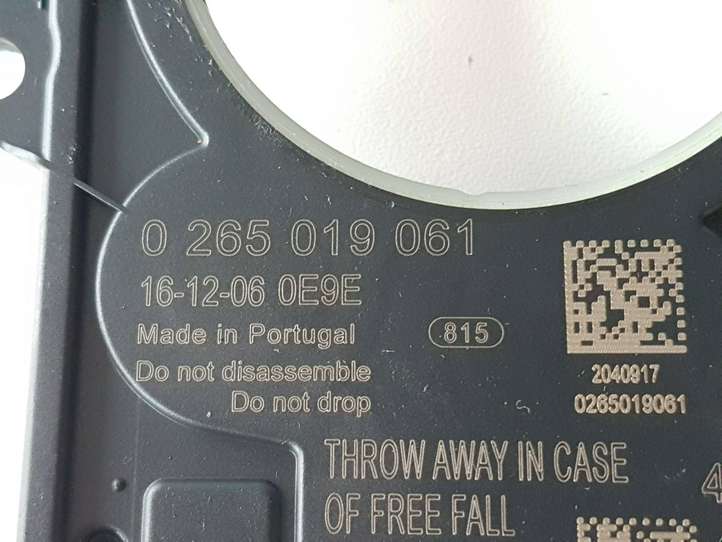 0 265 019 061
16-12-06 0E9E
Made in Portugal
815
Do not disassemble
Do not drop
2040917
0265019061
THROW AWAY IN CASE
OF FREE FALL
4